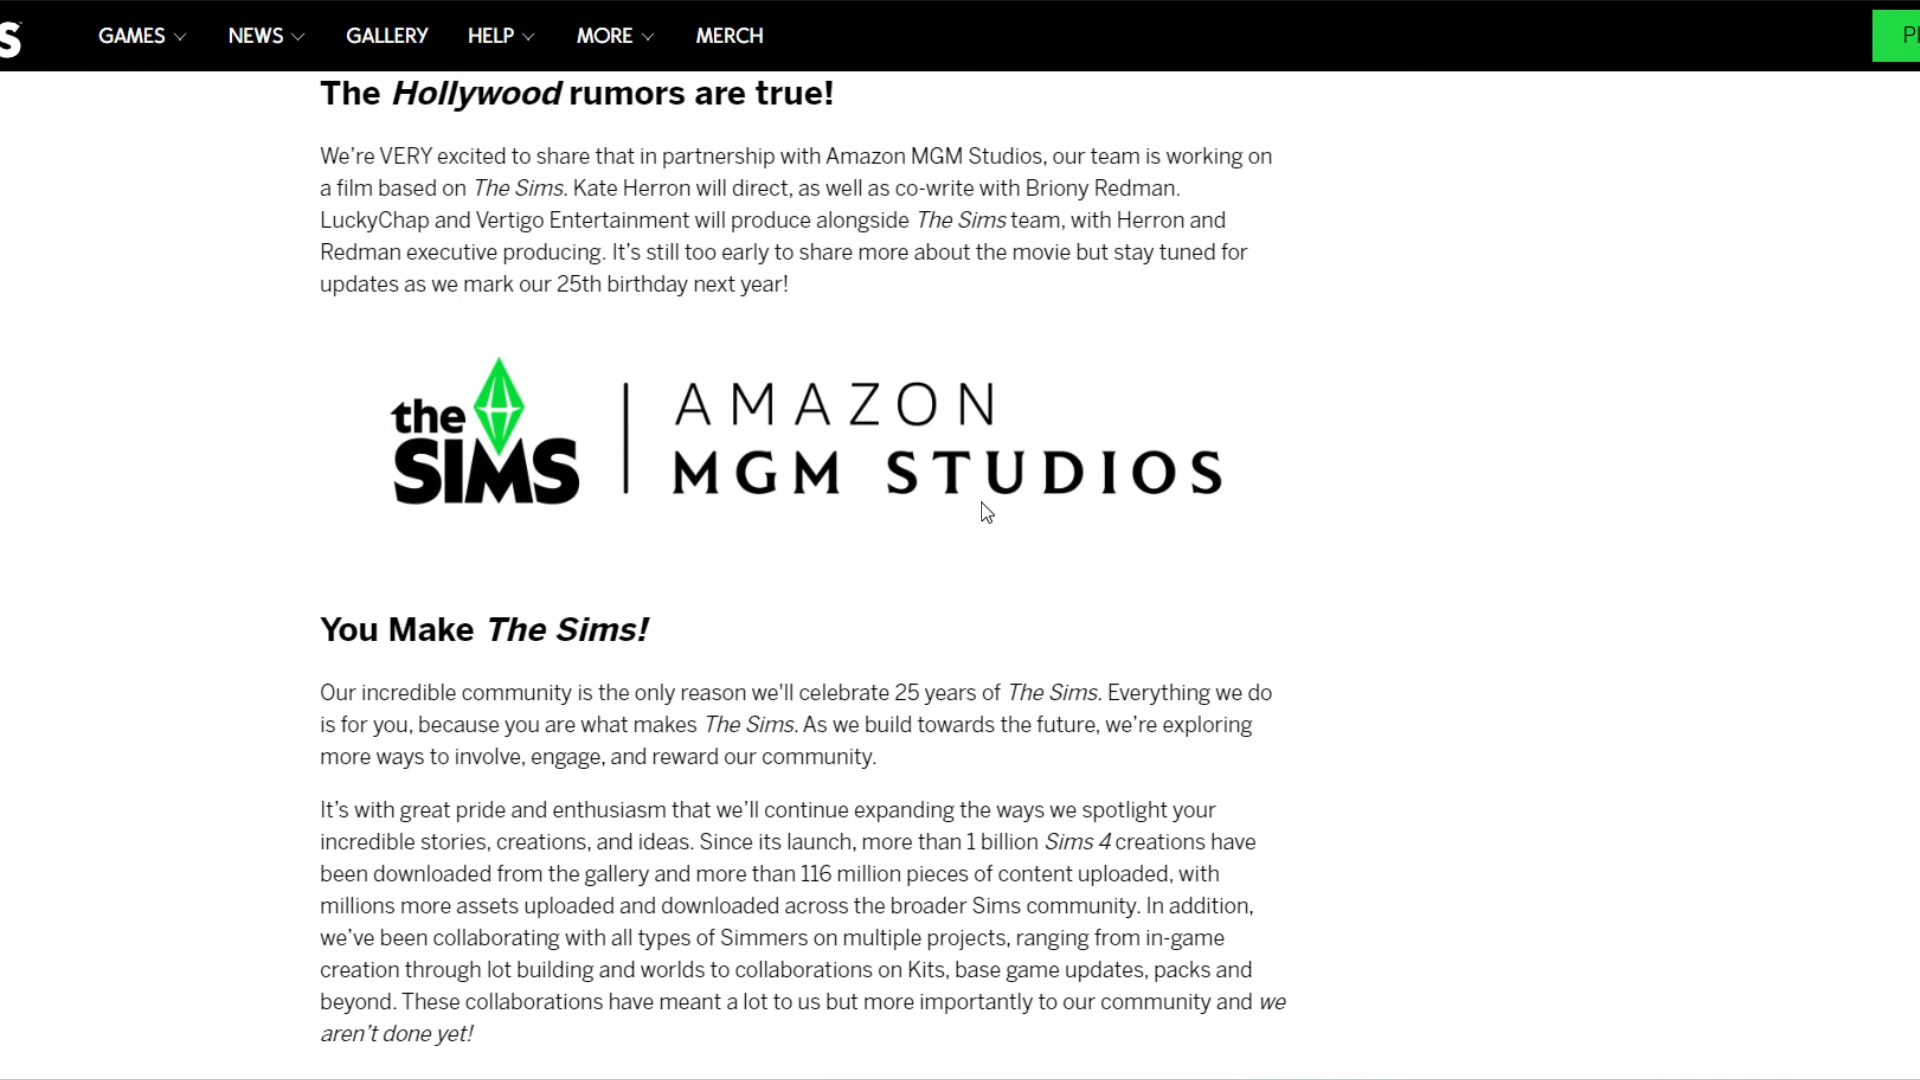 S GAMES NEWS GALLERY HELP MORE MERCH
The Hollywood rumors are true!
We’re VERY excited to share that in partnership with Amazon MGM Studios, our team is working on
a film based on The Sims. Kate Herron will direct, as well as co-write with Briony Redman.
LuckyChap and Vertigo Entertainment will produce alongside The Sims team, with Herron and
Redman executive producing. It’s still too early to share more about the movie but stay tuned for
updates as we mark our 25th birthday next year!
the
SIMS
AMAZON
MGM STUDIOS
You Make The Sims!
Our incredible community is the only reason we'll celebrate 25 years of The Sims. Everything we do
is for you, because you are what makes The Sims. As we build towards the future, we’re exploring
more ways to involve, engage, and reward our community.
It’s with great pride and enthusiasm that we’ll continue expanding the ways we spotlight your
incredible stories, creations, and ideas. Since its launch, more than 1 billion Sims 4 creations have
been downloaded from the gallery and more than 116 million pieces of content uploaded, with
millions more assets uploaded and downloaded across the broader Sims community. In addition,
we’ve been collaborating with all types of Simmers on multiple projects, ranging from in-game
creation through lot building and worlds to collaborations on Kits, base game updates, packs and
beyond. These collaborations have meant a lot to us but more importantly to our community and we
aren’t done yet!